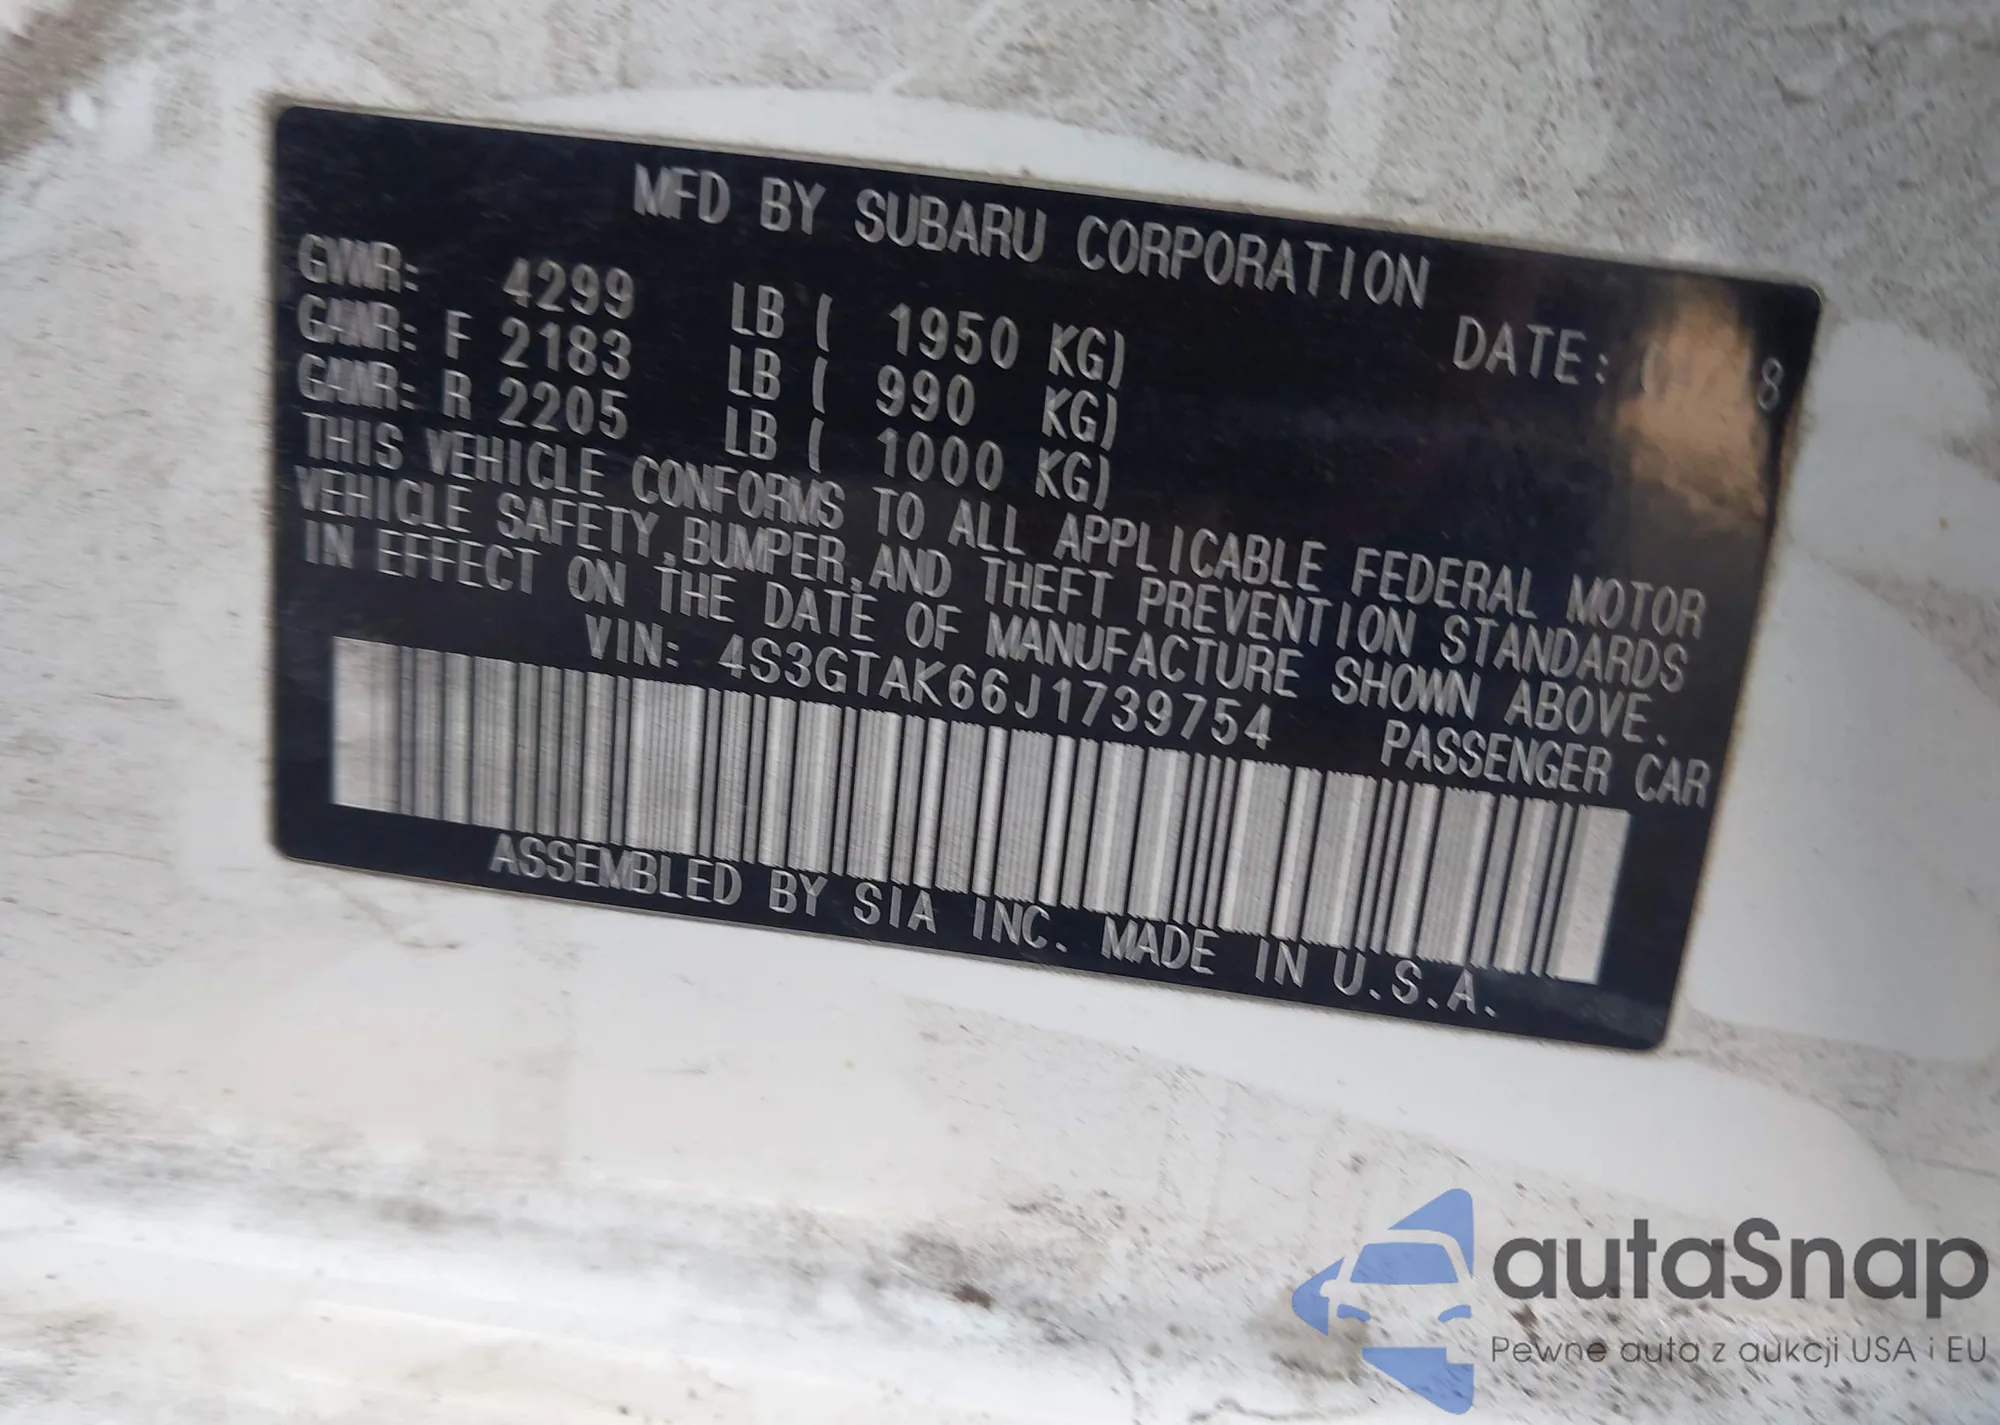 MFD BY SUBARU CORPORATION
GVWR: 4299 LB ( 1950 KG) DATE:
GAWR: F 2183 LB ( 990 KG)
GAWR: R 2205 LB ( 1000 KG)
THIS VEHICLE CONFORMS TO ALL APPLICABLE FEDERAL MOTOR
VEHICLE SAFETY,BUMPER,AND THEFT PREVENTION STANDARDS
IN EFFECT ON THE DATE OF MANUFACTURE SHOWN ABOVE.
VIN: 4S3GTAK66J1739754 PASSENGER CAR
ASSEMBLED BY SIA INC. MADE IN U.S.A.
autaSnap
Pewne auta z aukcji USA i EU